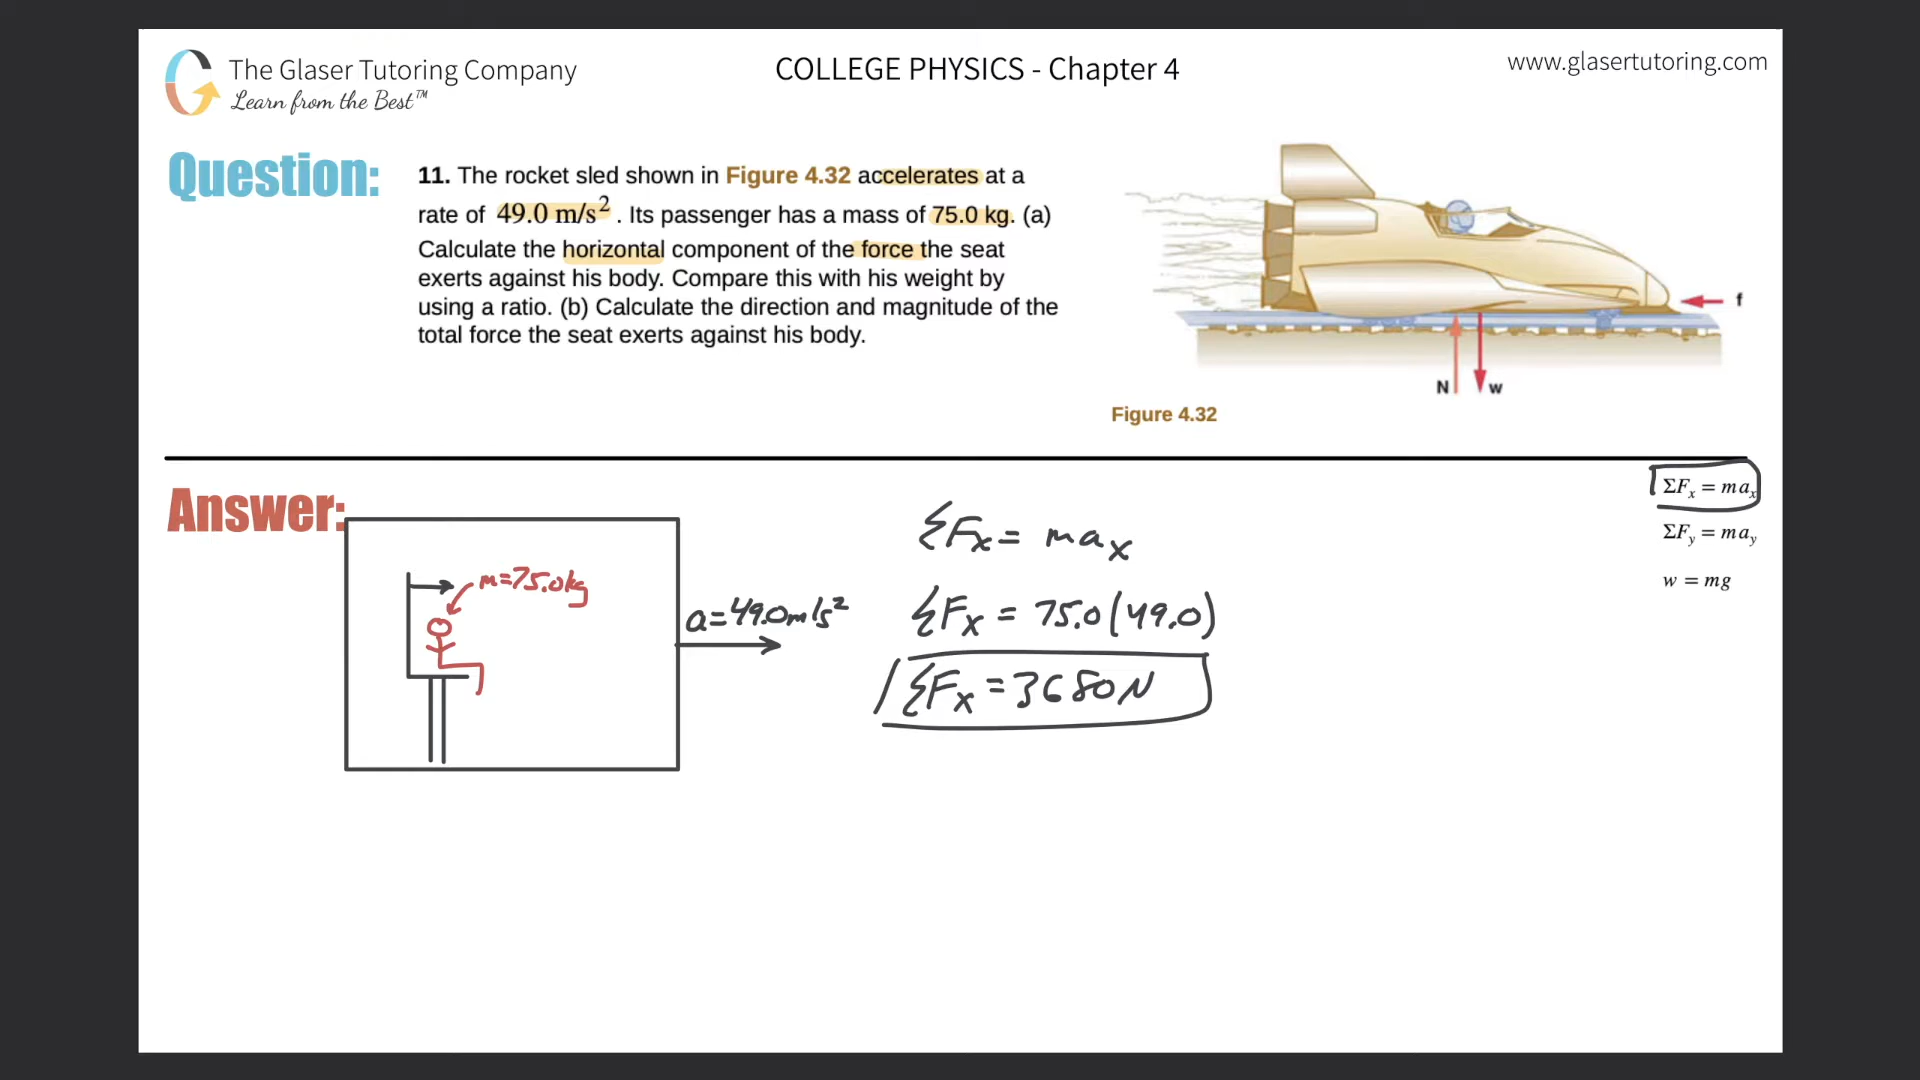 The Glaser Tutoring Company
Learn from the Best™
COLLEGE PHYSICS - Chapter 4
www.glasertutoring.com
Question:
11. The rocket sled shown in Figure 4.32 accelerates at a
rate of 49.0 m/s². Its passenger has a mass of 75.0 kg. (a)
Calculate the horizontal component of the force the seat
exerts against his body. Compare this with his weight by
using a ratio. (b) Calculate the direction and magnitude of the
total force the seat exerts against his body.
f
N
w
Figure 4.32
Answer:
m=75.0kg
a=49.0m/s²
ΣFx = max
ΣFx = 75.0(49.0)
ΣFx = 3680N
ΣFx = max
ΣFy = may
w = mg